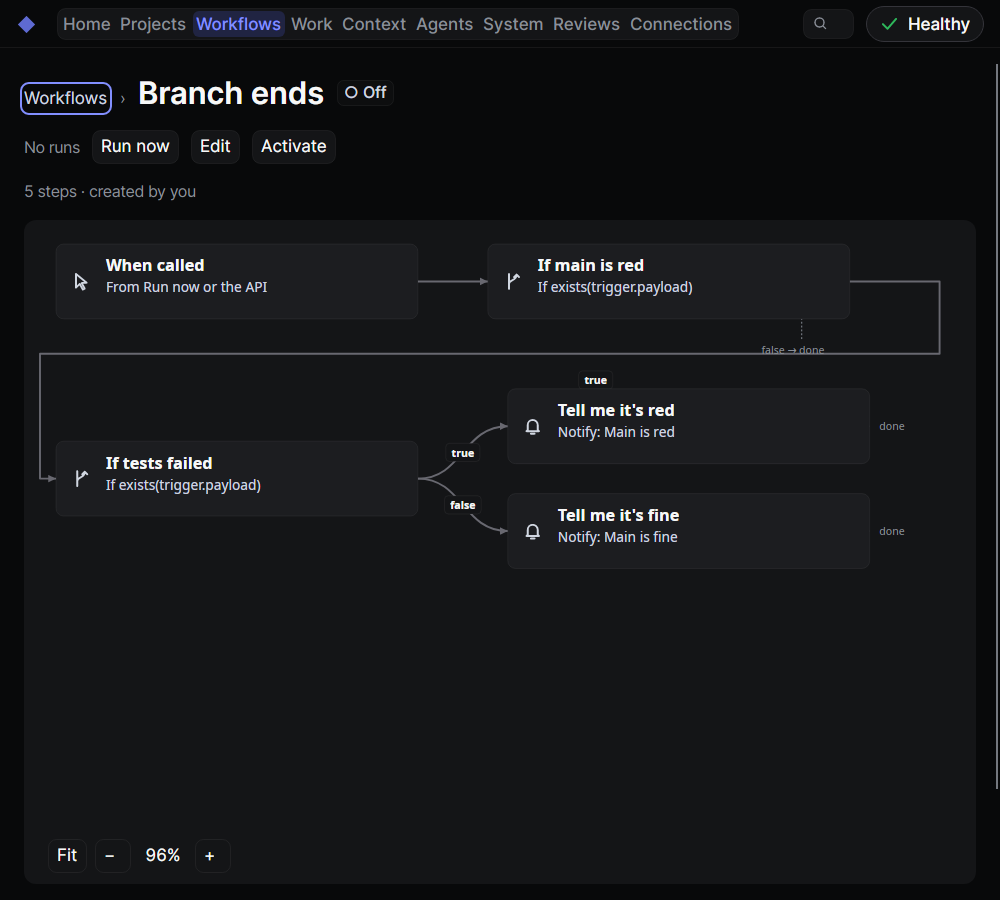 Home Projects Workflows Work Context Agents System Reviews Connections Healthy
Workflows › Branch ends Off
No runs Run now Edit Activate
5 steps · created by you
When called
From Run now or the API
If main is red
If exists(trigger.payload)
false → done
true
Tell me it's red
Notify: Main is red
done
If tests failed
If exists(trigger.payload)
true
false
Tell me it's fine
Notify: Main is fine
done
Fit − 96% +